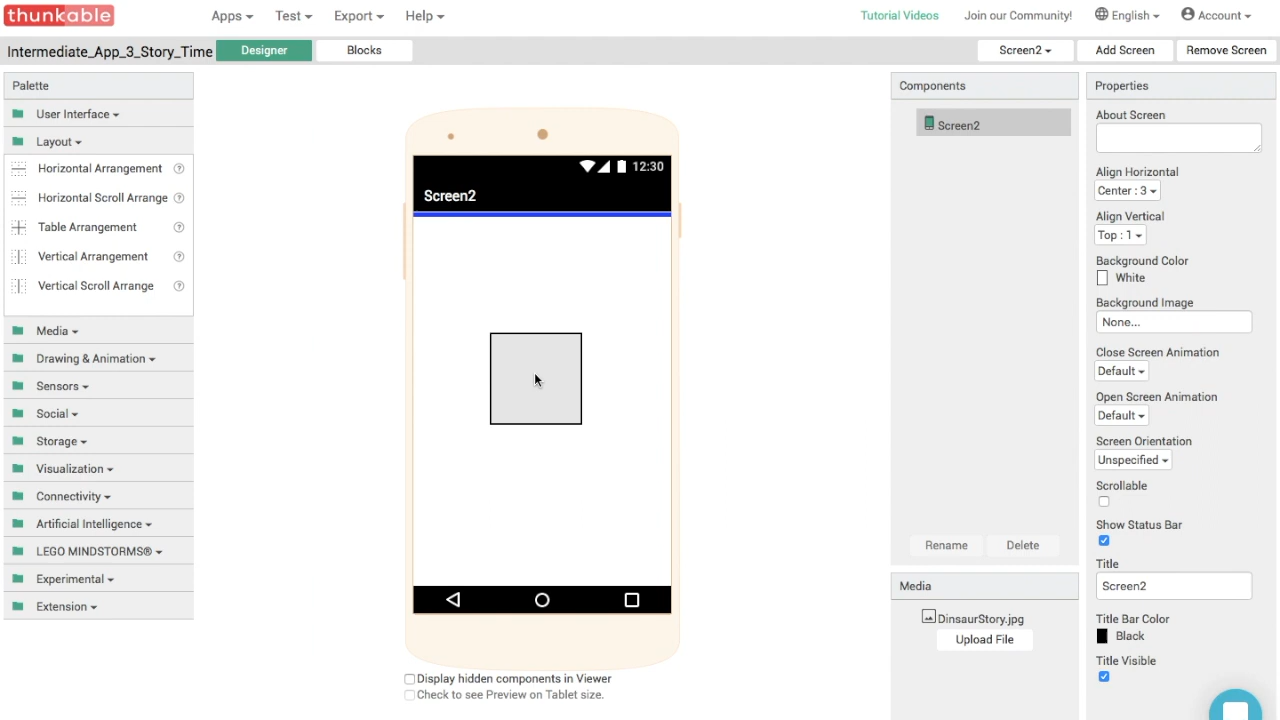 thunkable
Apps
Test
Export
Help
Tutorial Videos
Join our Community!
English
Account
Intermediate_App_3_Story_Time
Designer
Blocks
Screen2
Add Screen
Remove Screen
Palette
User Interface
Layout
Horizontal Arrangement ?
Horizontal Scroll Arrange ?
Table Arrangement ?
Vertical Arrangement ?
Vertical Scroll Arrange ?
Media
Drawing & Animation
Sensors
Social
Storage
Visualization
Connectivity
Artificial Intelligence
LEGO MINDSTORMS®
Experimental
Extension
12:30
Screen2
Display hidden components in Viewer
Check to see Preview on Tablet size.
Components
Screen2
Rename
Delete
Media
DinsaurStory.jpg
Upload File
Properties
About Screen
Align Horizontal
Center : 3
Align Vertical
Top : 1
Background Color
White
Background Image
None...
Close Screen Animation
Default
Open Screen Animation
Default
Screen Orientation
Unspecified
Scrollable
Show Status Bar
Title
Screen2
Title Bar Color
Black
Title Visible